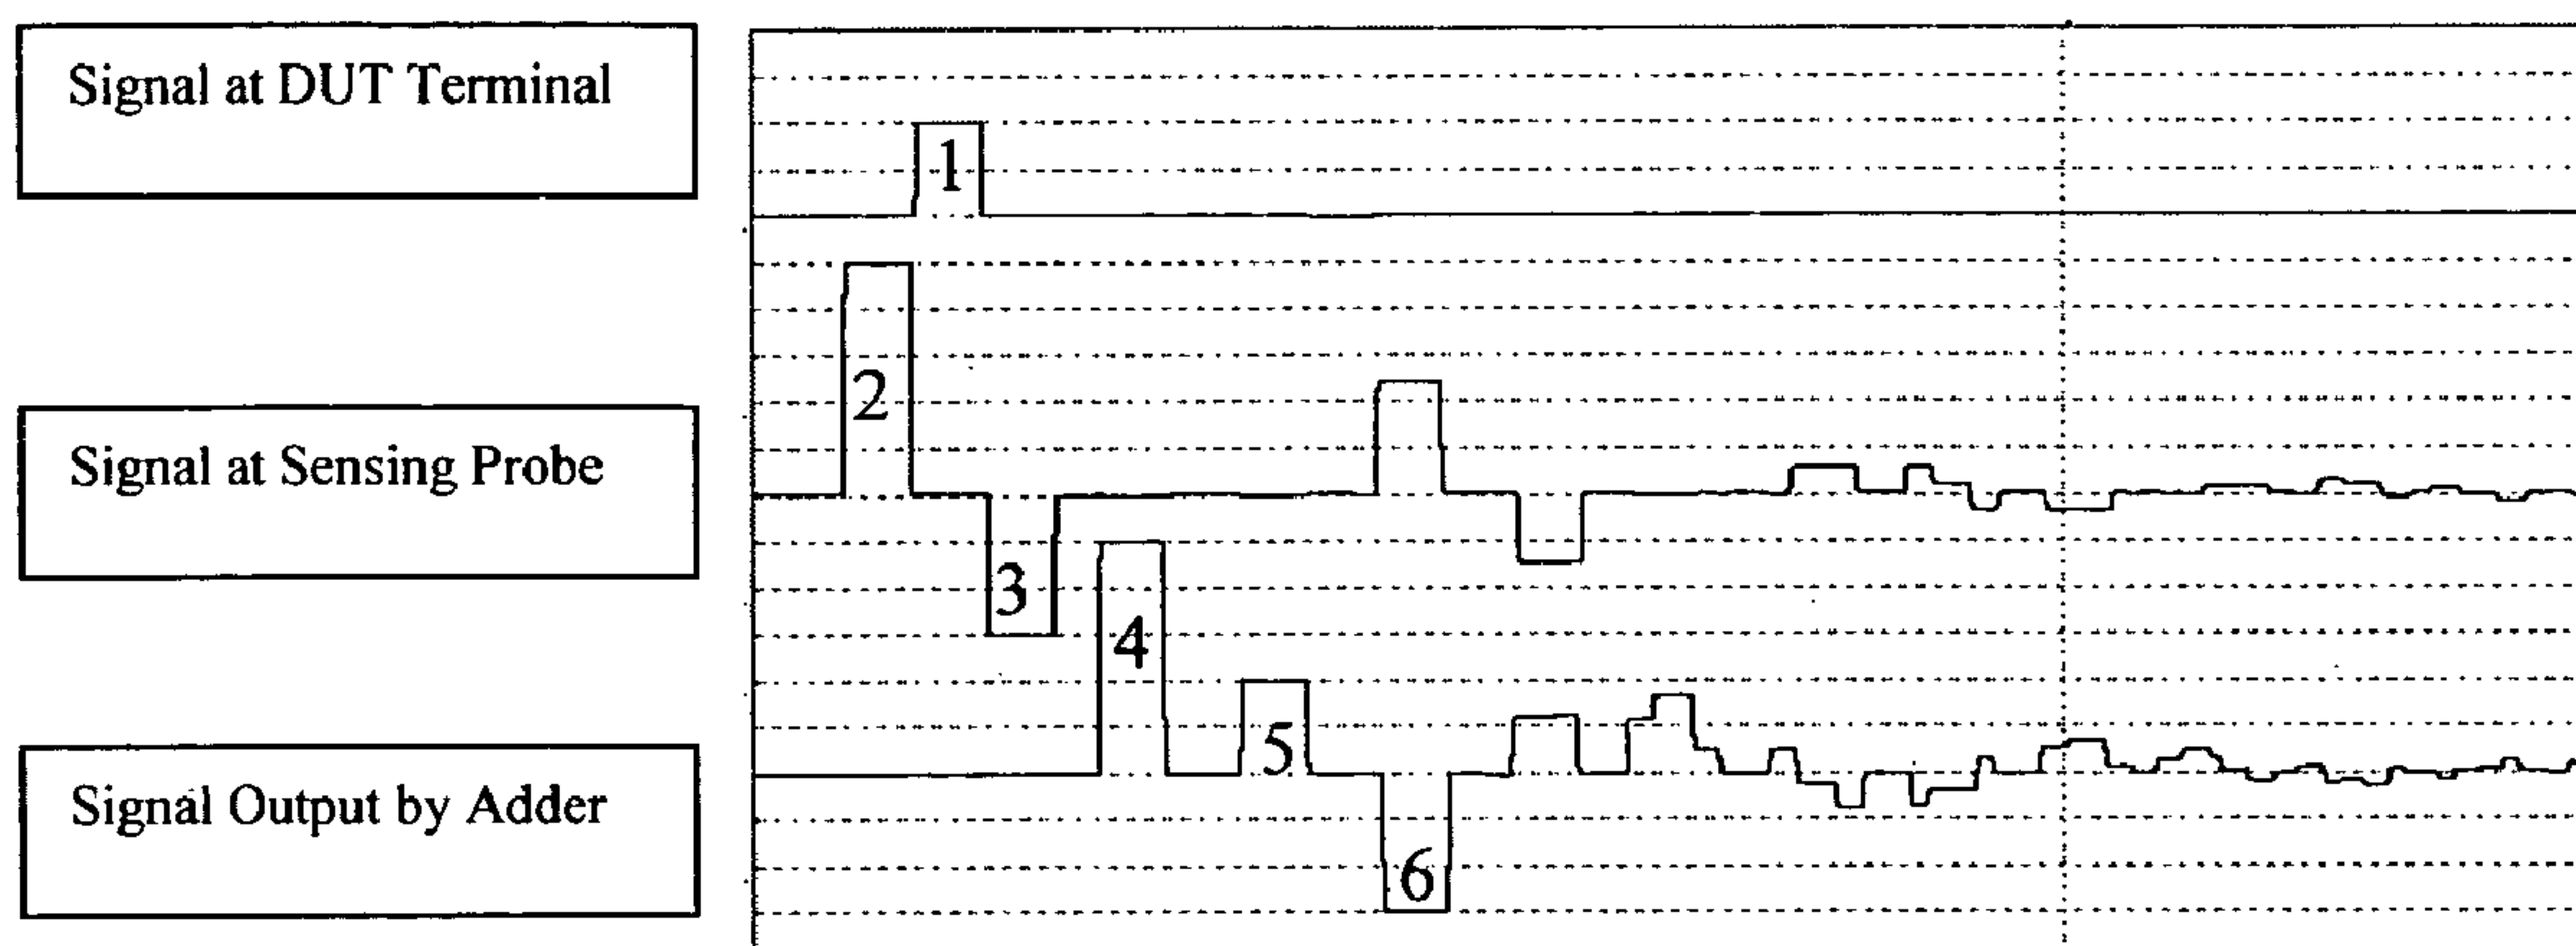 Signal at DUT Terminal
1
2
Signal at Sensing Probe
3
4
5
Signal Output by Adder
6